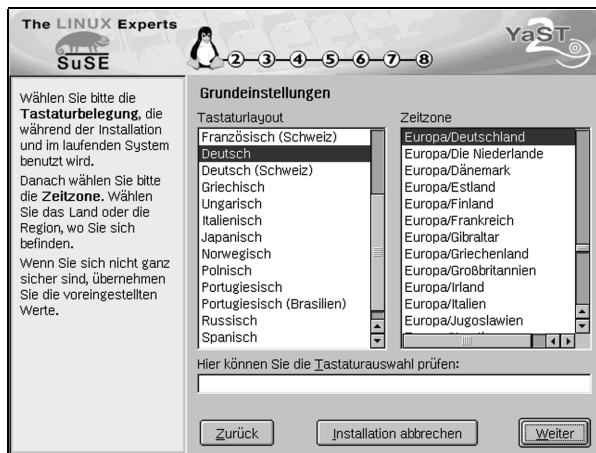 The LINUX Experts
SuSE
2 3 4 5 6 7 8
YaST 2
Wählen Sie bitte die
Tastaturbelegung, die
während der Installation
und im laufenden System
benutzt wird.
Danach wählen Sie bitte
die Zeitzone. Wählen
Sie das Land oder die
Region, wo Sie sich
befinden.
Wenn Sie sich nicht ganz
sicher sind, übernehmen
Sie die voreingestellten
Werte.
Grundeinstellungen
Tastaturlayout
Französisch (Schweiz)
Deutsch
Deutsch (Schweiz)
Griechisch
Ungarisch
Italienisch
Japanisch
Norwegisch
Polnisch
Portugiesisch
Portugiesisch (Brasilien)
Russisch
Spanisch
Zeitzone
Europa/Deutschland
Europa/Die Niederlande
Europa/Dänemark
Europa/Estland
Europa/Finland
Europa/Frankreich
Europa/Gibraltar
Europa/Griechenland
Europa/Großbritannien
Europa/Irland
Europa/Italien
Europa/Jugoslawien
Hier können Sie die Tastaturauswahl prüfen:
Zurück
Installation abbrechen
Weiter